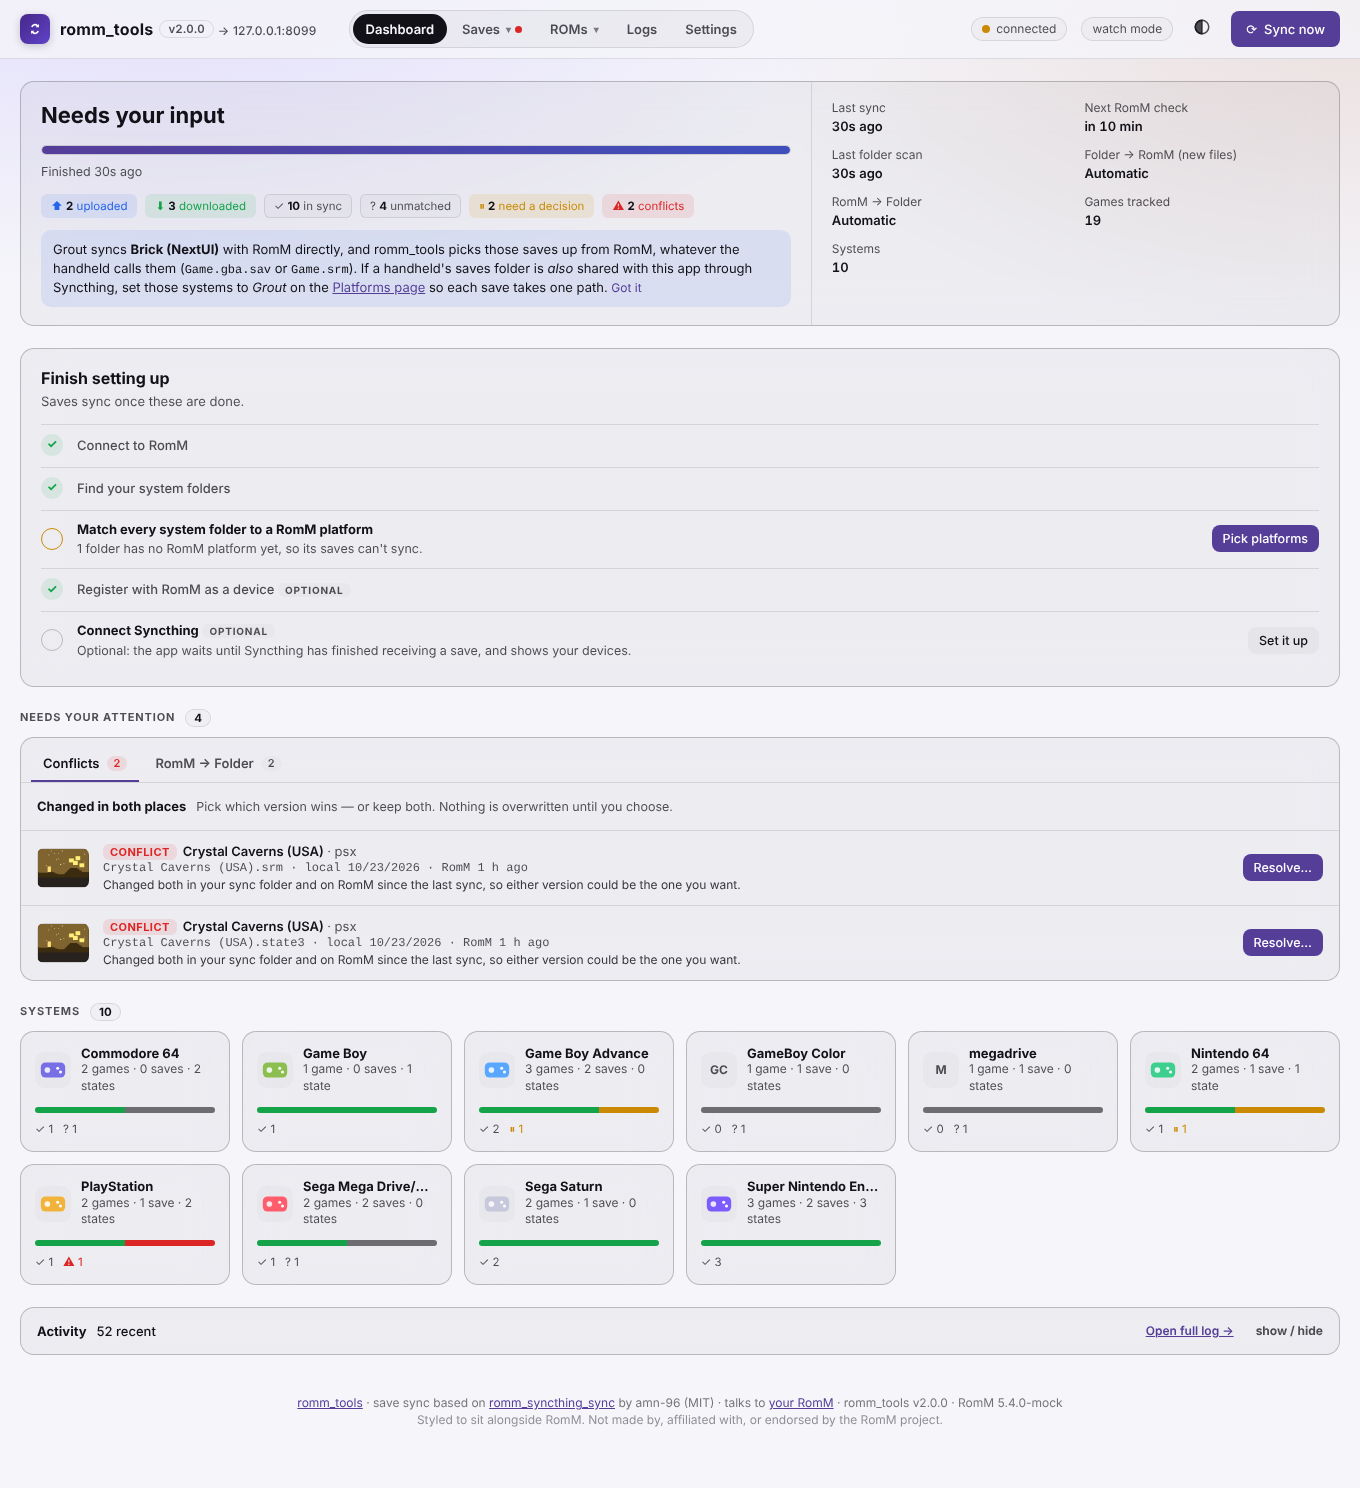 romm_tools v2.0.0 → 127.0.0.1:8099
Dashboard Saves ▾ ROMs ▾ Logs Settings
connected watch mode ⟳ Sync now
Needs your input
Finished 30s ago
⬆ 2 uploaded ⬇ 3 downloaded ✓ 10 in sync ? 4 unmatched ⏸ 2 need a decision ⚠ 2 conflicts
Grout syncs Brick (NextUI) with RomM directly, and romm_tools picks those saves up from RomM, whatever the
handheld calls them (Game.gba.sav or Game.srm). If a handheld's saves folder is also shared with this app through
Syncthing, set those systems to Grout on the Platforms page so each save takes one path. Got it
Last sync
30s ago
Next RomM check
in 10 min
Last folder scan
30s ago
Folder → RomM (new files)
Automatic
RomM → Folder
Automatic
Games tracked
19
Systems
10
Finish setting up
Saves sync once these are done.
✓ Connect to RomM
✓ Find your system folders
Match every system folder to a RomM platform
1 folder has no RomM platform yet, so its saves can't sync.
Pick platforms
✓ Register with RomM as a device OPTIONAL
Connect Syncthing OPTIONAL
Optional: the app waits until Syncthing has finished receiving a save, and shows your devices.
Set it up
NEEDS YOUR ATTENTION 4
Conflicts 2 RomM → Folder 2
Changed in both places Pick which version wins — or keep both. Nothing is overwritten until you choose.
CONFLICT Crystal Caverns (USA) · psx
Crystal Caverns (USA).srm · local 10/23/2026 · RomM 1 h ago
Changed both in your sync folder and on RomM since the last sync, so either version could be the one you want.
Resolve...
CONFLICT Crystal Caverns (USA) · psx
Crystal Caverns (USA).state3 · local 10/23/2026 · RomM 1 h ago
Changed both in your sync folder and on RomM since the last sync, so either version could be the one you want.
Resolve...
SYSTEMS 10
Commodore 64
2 games · 0 saves · 2
states
✓ 1 ? 1
Game Boy
1 game · 0 saves · 1
state
✓ 1
Game Boy Advance
3 games · 2 saves · 0
states
✓ 2 ⏸ 1
GC
GameBoy Color
1 game · 1 save · 0
states
✓ 0 ? 1
M
megadrive
1 game · 1 save · 0
states
✓ 0 ? 1
Nintendo 64
2 games · 1 save · 1
state
✓ 1 ⏸ 1
PlayStation
2 games · 1 save · 2
states
✓ 1 ⚠ 1
Sega Mega Drive/...
2 games · 2 saves · 0
states
✓ 1 ? 1
Sega Saturn
2 games · 1 save · 0
states
✓ 2
Super Nintendo En...
3 games · 2 saves · 3
states
✓ 3
Activity 52 recent
Open full log → show / hide
romm_tools · save sync based on romm_syncthing_sync by amn-96 (MIT) · talks to your RomM · romm_tools v2.0.0 · RomM 5.4.0-mock
Styled to sit alongside RomM. Not made by, affiliated with, or endorsed by the RomM project.